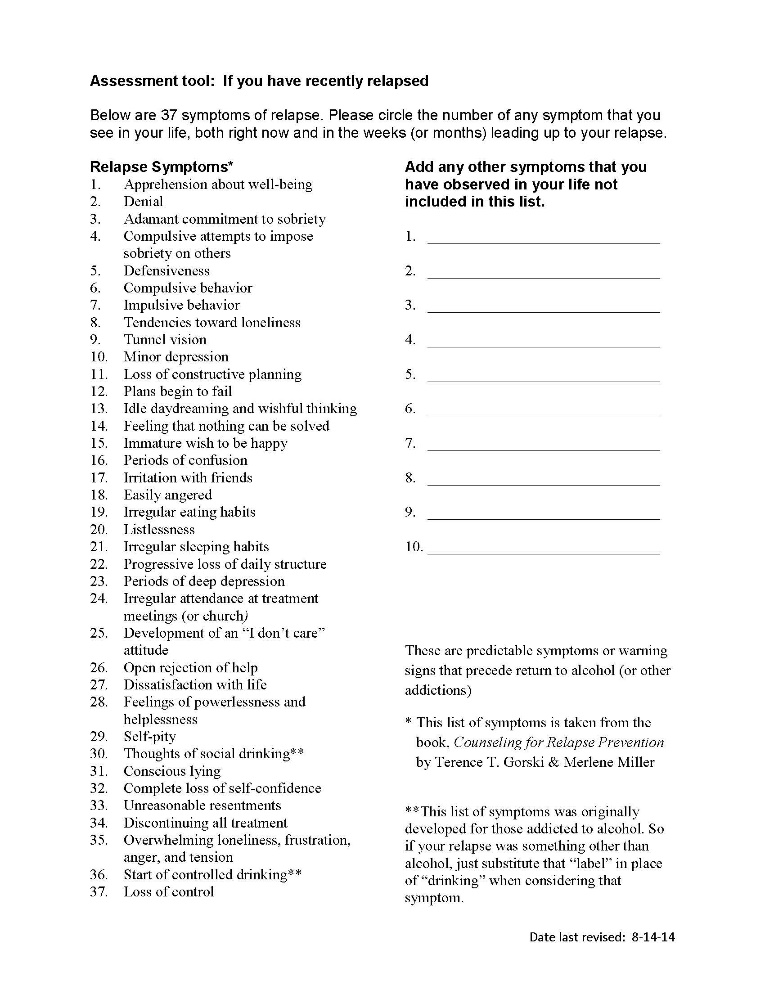 Assessment tool:  If you have recently relapsed
Below are 37 symptoms of relapse. Please circle the number of any symptom that you
see in your life, both right now and in the weeks (or months) leading up to your relapse.
Relapse Symptoms*
1. Apprehension about well-being
2. Denial
3. Adamant commitment to sobriety
4. Compulsive attempts to impose
sobriety on others
5. Defensiveness
6. Compulsive behavior
7. Impulsive behavior
8. Tendencies toward loneliness
9. Tunnel vision
10. Minor depression
11. Loss of constructive planning
12. Plans begin to fail
13. Idle daydreaming and wishful thinking
14. Feeling that nothing can be solved
15. Immature wish to be happy
16. Periods of confusion
17. Irritation with friends
18. Easily angered
19. Irregular eating habits
20. Listlessness
21. Irregular sleeping habits
22. Progressive loss of daily structure
23. Periods of deep depression
24. Irregular attendance at treatment
meetings (or church)
25. Development of an “I don’t care”
attitude
26. Open rejection of help
27. Dissatisfaction with life
28. Feelings of powerlessness and
helplessness
29. Self-pity
30. Thoughts of social drinking**
31. Conscious lying
32. Complete loss of self-confidence
33. Unreasonable resentments
34. Discontinuing all treatment
35. Overwhelming loneliness, frustration,
anger, and tension
36. Start of controlled drinking**
37. Loss of control
Add any other symptoms that you
have observed in your life not
included in this list.
1.
2.
3.
4.
5.
6.
7.
8.
9.
10.
These are predictable symptoms or warning
signs that precede return to alcohol (or other
addictions)
* This list of symptoms is taken from the
book, Counseling for Relapse Prevention
by Terence T. Gorski & Merlene Miller
**This list of symptoms was originally
developed for those addicted to alcohol. So
if your relapse was something other than
alcohol, just substitute that “label” in place
of “drinking” when considering that
symptom.
Date last revised:  8-14-14